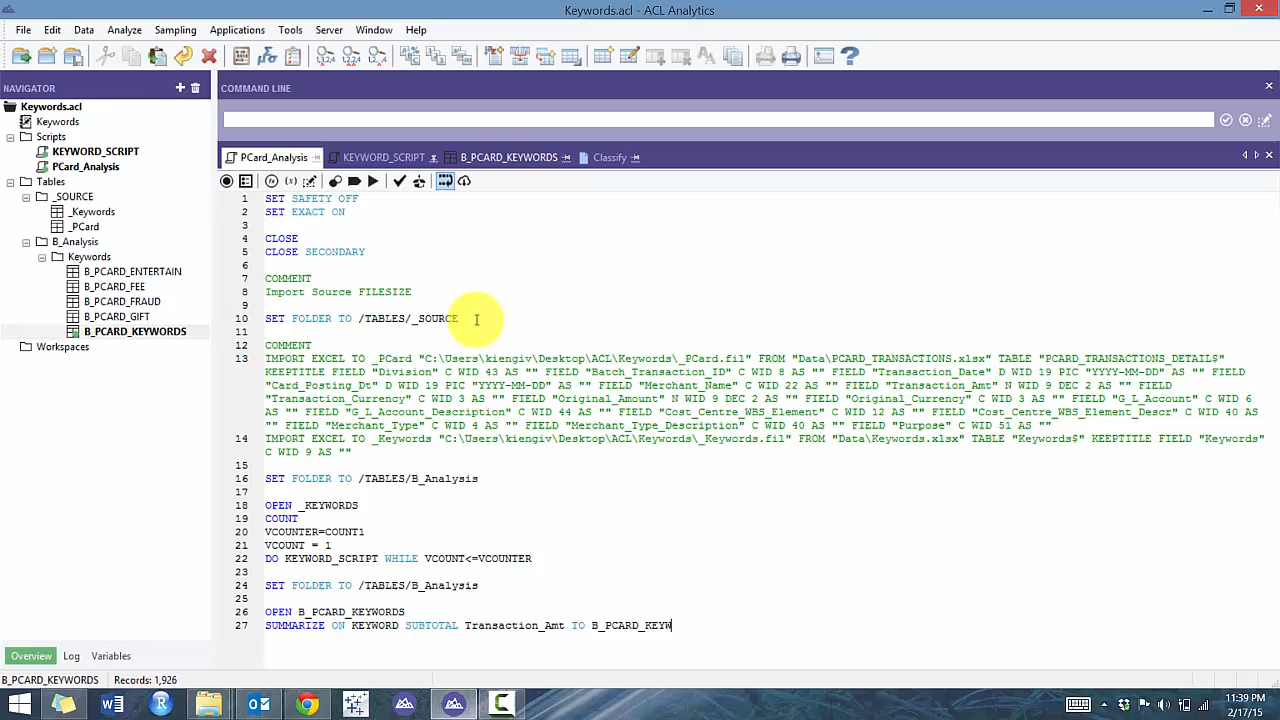 Keywords.acl - ACL Analytics
File Edit Data Analyze Sampling Applications Tools Server Window Help
NAVIGATOR
Keywords.acl
Keywords
Scripts
KEYWORD_SCRIPT
PCard_Analysis
Tables
_SOURCE
_Keywords
_PCard
B_Analysis
Keywords
B_PCARD_ENTERTAIN
B_PCARD_FEE
B_PCARD_FRAUD
B_PCARD_GIFT
B_PCARD_KEYWORDS
Workspaces
Overview Log Variables
COMMAND LINE
PCard_Analysis KEYWORD_SCRIPT B_PCARD_KEYWORDS Classify
1 SET SAFETY OFF
2 SET EXACT ON
3
4 CLOSE
5 CLOSE SECONDARY
6
7 COMMENT
8 Import Source FILESIZE
9
10 SET FOLDER TO /TABLES/_SOURCE
11
12 COMMENT
13 IMPORT EXCEL TO _PCard "C:\Users\kiengiv\Desktop\ACL\Keywords\_PCard.fil" FROM "Data\PCARD_TRANSACTIONS.xlsx" TABLE "PCARD_TRANSACTIONS_DETAIL$"
KEEPTITLE FIELD "Division" C WID 43 AS "" FIELD "Batch_Transaction_ID" C WID 8 AS "" FIELD "Transaction_Date" D WID 19 PIC "YYYY-MM-DD" AS "" FIELD
"Card_Posting_Dt" D WID 19 PIC "YYYY-MM-DD" AS "" FIELD "Merchant_Name" C WID 22 AS "" FIELD "Transaction_Amt" N WID 9 DEC 2 AS "" FIELD
"Transaction_Currency" C WID 3 AS "" FIELD "Original_Amount" N WID 9 DEC 2 AS "" FIELD "Original_Currency" C WID 3 AS "" FIELD "G_L_Account" C WID 6
AS "" FIELD "G_L_Account_Description" C WID 44 AS "" FIELD "Cost_Centre_WBS_Element" C WID 12 AS "" FIELD "Cost_Centre_WBS_Element_Descr" C WID 40 AS
"" FIELD "Merchant_Type" C WID 4 AS "" FIELD "Merchant_Type_Description" C WID 40 AS "" FIELD "Purpose" C WID 51 AS ""
14 IMPORT EXCEL TO _Keywords "C:\Users\kiengiv\Desktop\ACL\Keywords\_Keywords.fil" FROM "Data\Keywords.xlsx" TABLE "Keywords$" KEEPTITLE FIELD "Keywords"
C WID 9 AS ""
15
16 SET FOLDER TO /TABLES/B_Analysis
17
18 OPEN _KEYWORDS
19 COUNT
20 VCOUNTER=COUNT1
21 VCOUNT = 1
22 DO KEYWORD_SCRIPT WHILE VCOUNT<=VCOUNTER
23
24 SET FOLDER TO /TABLES/B_Analysis
25
26 OPEN B_PCARD_KEYWORDS
27 SUMMARIZE ON KEYWORD SUBTOTAL Transaction_Amt TO B_PCARD_KEYW
B_PCARD_KEYWORDS Records: 1,926
11:39 PM
2/17/15